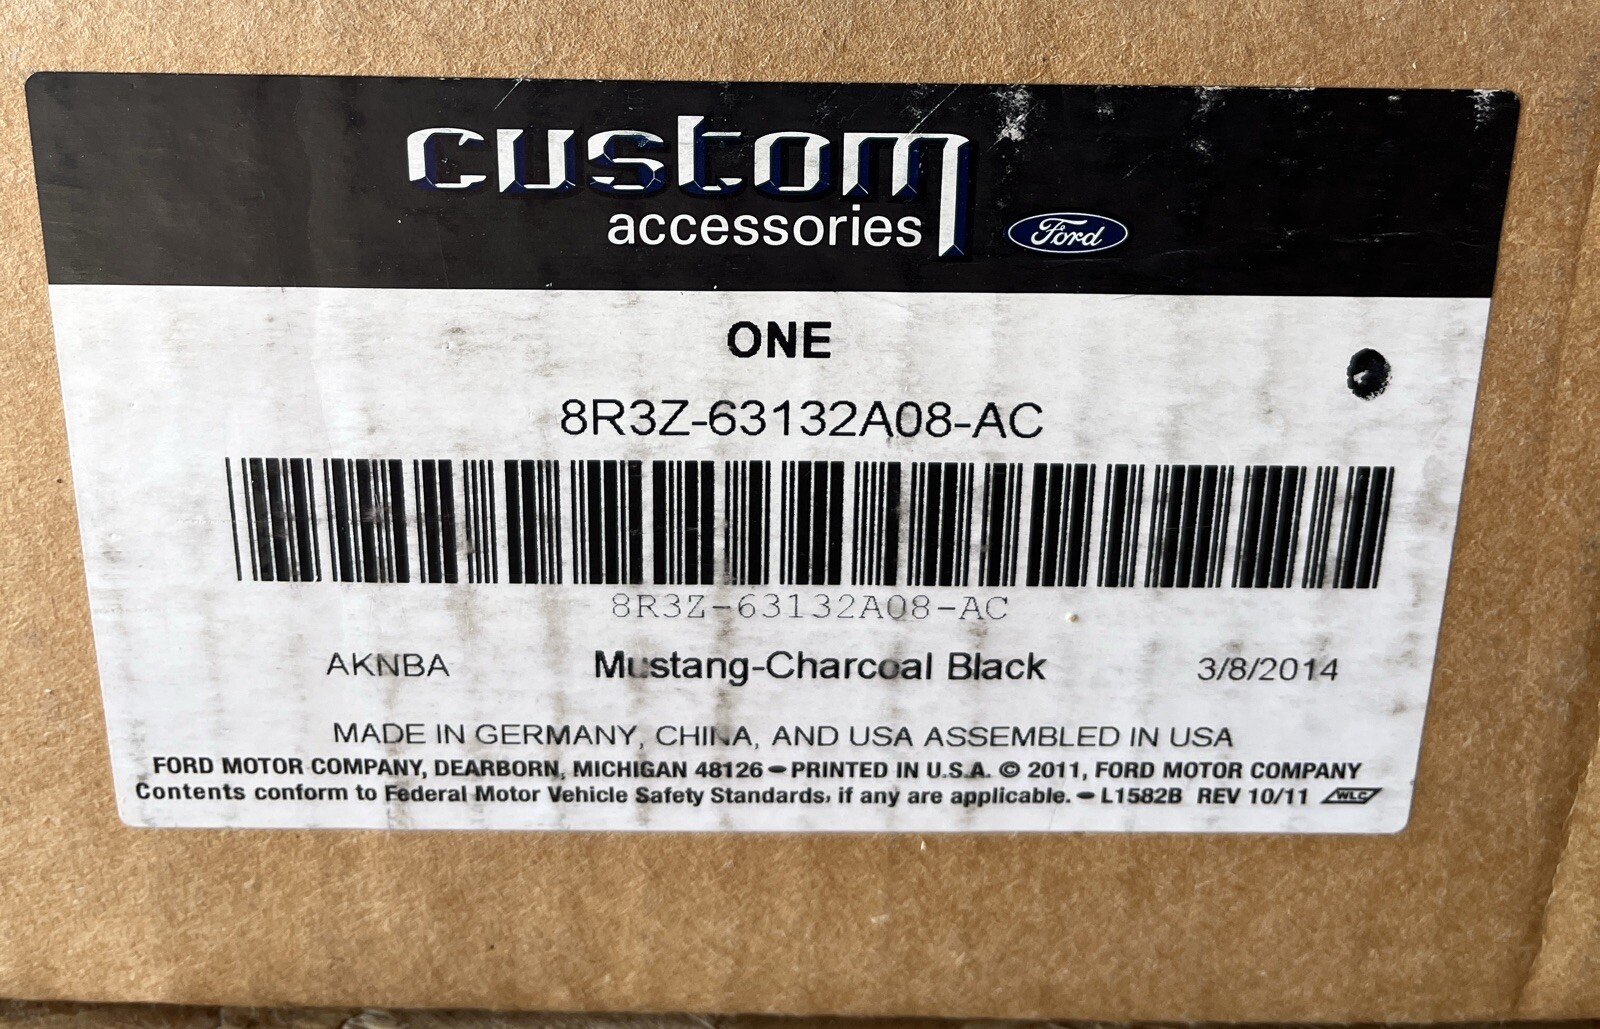 custom
accessories
Ford
ONE
8R3Z-63132A08-AC
8R3Z-63132A08-AC
AKNBA Mustang-Charcoal Black 3/8/2014
MADE IN GERMANY, CHINA, AND USA ASSEMBLED IN USA
FORD MOTOR COMPANY, DEARBORN, MICHIGAN 48126 – PRINTED IN U.S.A. © 2011, FORD MOTOR COMPANY
Contents conform to Federal Motor Vehicle Safety Standards, if any are applicable. – L1582B REV 10/11 WLC